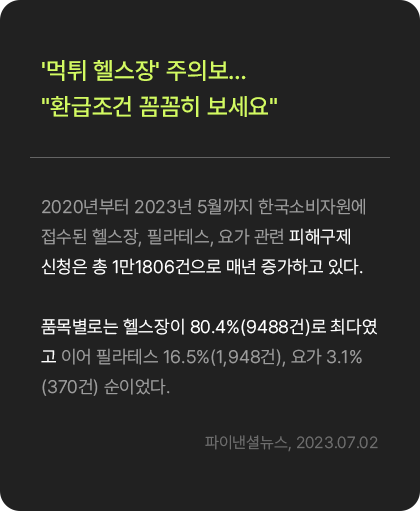 '먹튀 헬스장' 주의보...
"환급조건 꼼꼼히 보세요"
2020년부터 2023년 5월까지 한국소비자원에
접수된 헬스장, 필라테스, 요가 관련 피해구제
신청은 총 1만1806건으로 매년 증가하고 있다.
품목별로는 헬스장이 80.4%(9488건)로 최다였
고 이어 필라테스 16.5%(1,948건), 요가 3.1%
(370건) 순이었다.
파이낸셜뉴스, 2023.07.02